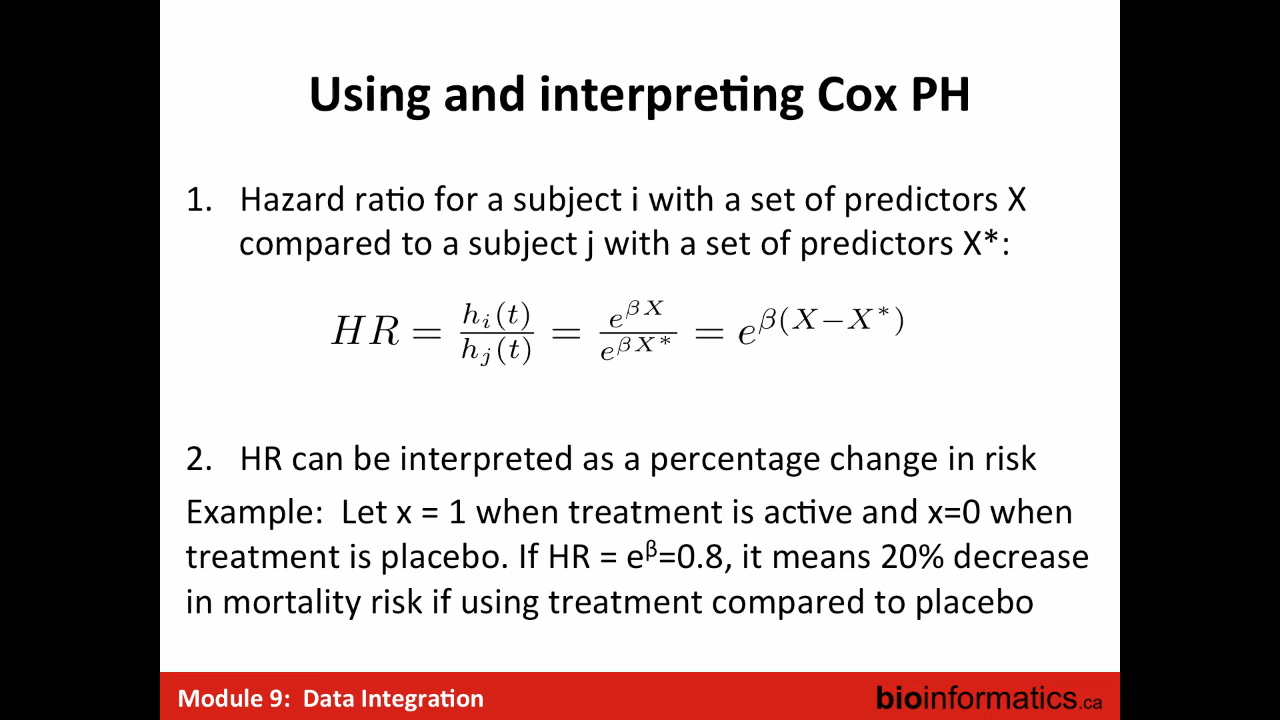 Using and interpreting Cox PH
1. Hazard ratio for a subject i with a set of predictors X
compared to a subject j with a set of predictors X*:
HR = h_i(t)/h_j(t) = e^{βX}/e^{βX*} = e^{β(X−X*)}
2. HR can be interpreted as a percentage change in risk
Example: Let x = 1 when treatment is active and x=0 when
treatment is placebo. If HR = e^β=0.8, it means 20% decrease
in mortality risk if using treatment compared to placebo
Module 9: Data Integration
bioinformatics.ca